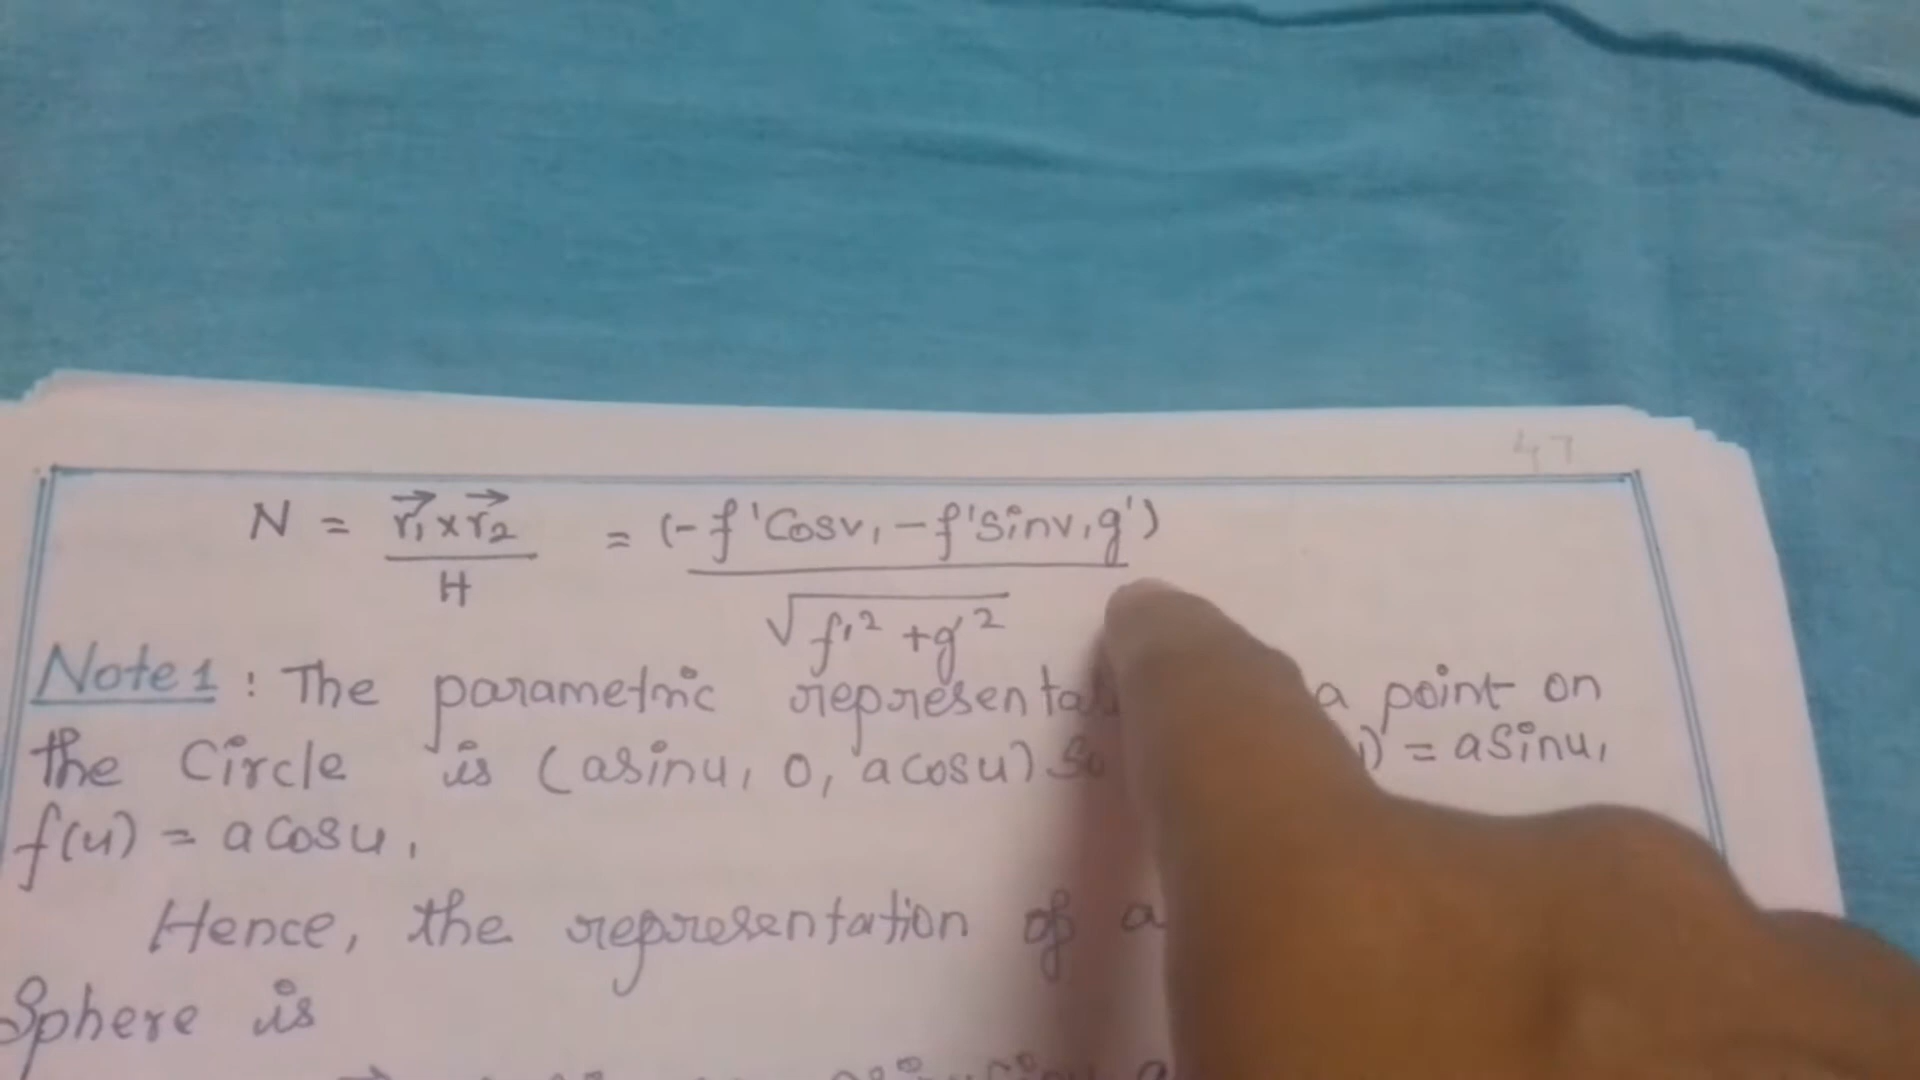 47
N = r₁ × r₂ / H = (-f'Cosv, -f'Sinv, g') / √f'² + g'²
Note 1 : The parametric a point on
the Circle is (asinu, 0, acosu) = asinu,
f(u) = acosu,
Hence, the representation of a
Sphere is